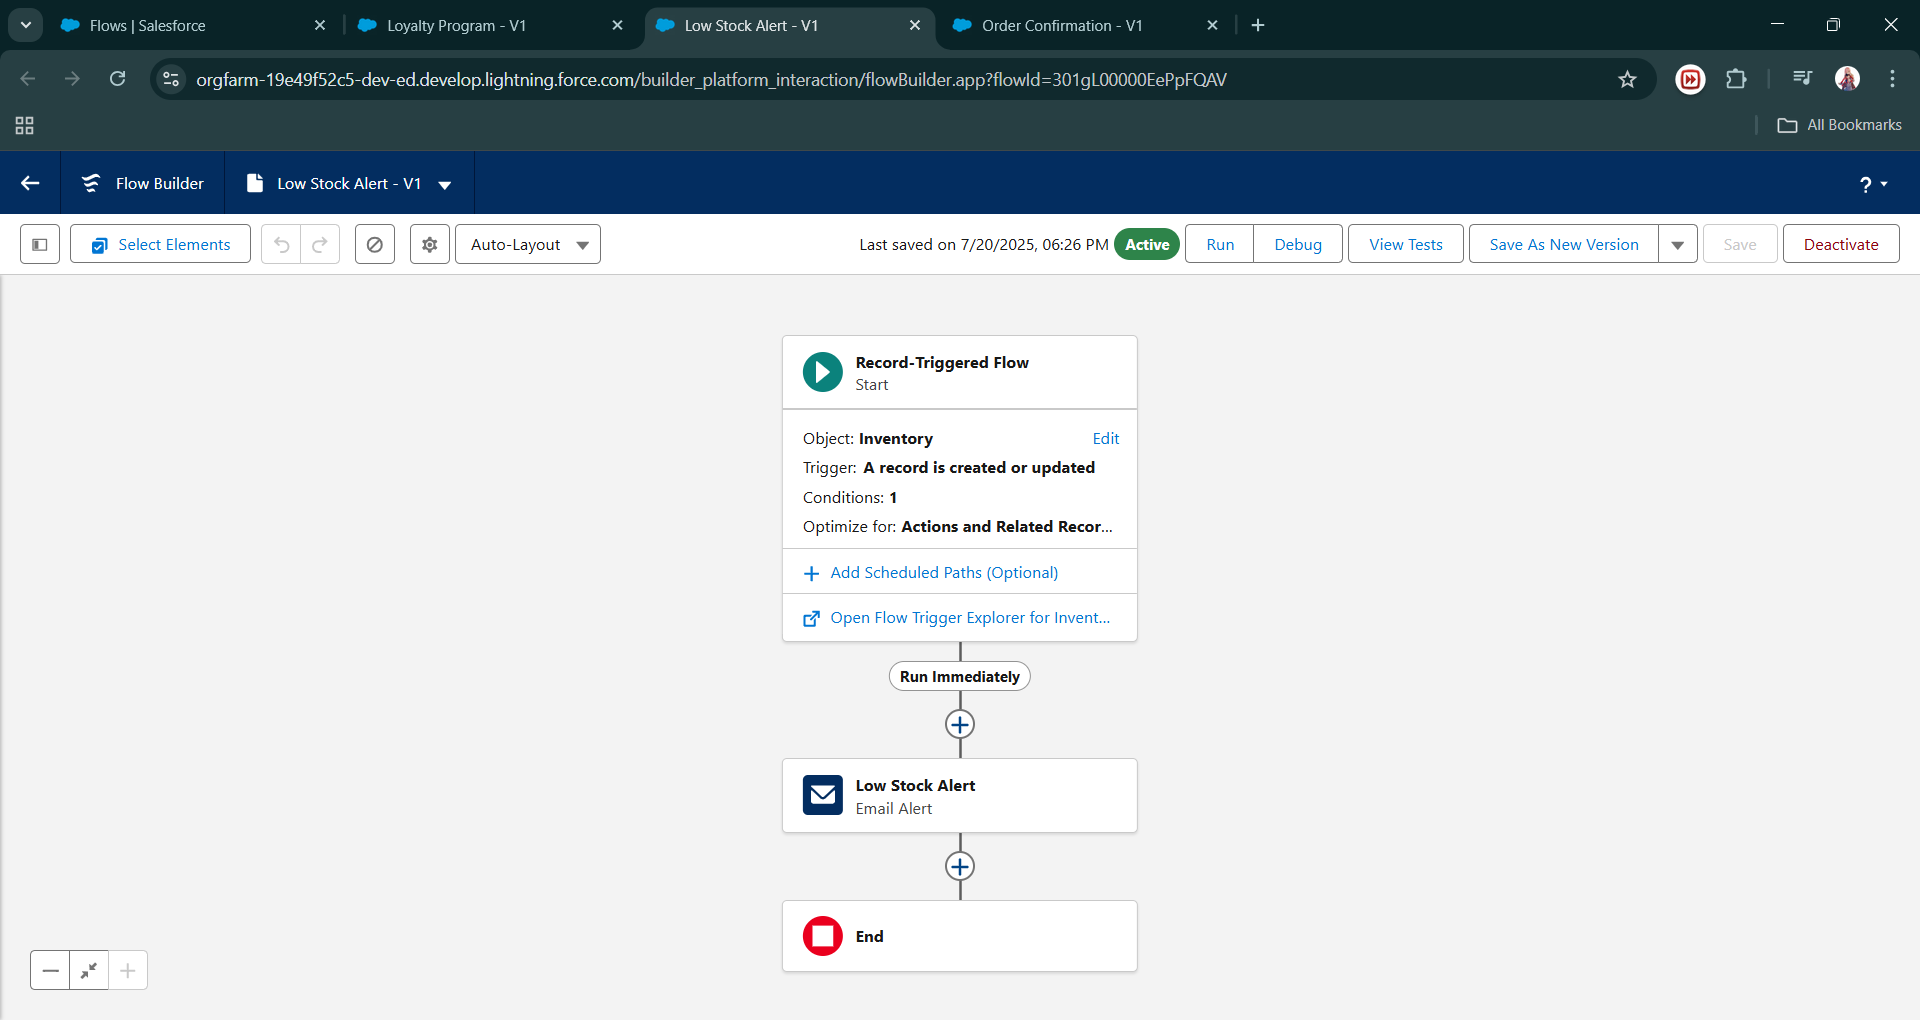 Flows | Salesforce
Loyalty Program - V1
Low Stock Alert - V1
Order Confirmation - V1
orgfarm-19e49f52c5-dev-ed.develop.lightning.force.com/builder_platform_interaction/flowBuilder.app?flowId=301gL00000EePpFQAV
All Bookmarks
Flow Builder
Low Stock Alert - V1
?
Select Elements
Auto-Layout
Last saved on 7/20/2025, 06:26 PM
Active
Run
Debug
View Tests
Save As New Version
Save
Deactivate
Record-Triggered Flow
Start
Object: Inventory
Edit
Trigger: A record is created or updated
Conditions: 1
Optimize for: Actions and Related Recor...
Add Scheduled Paths (Optional)
Open Flow Trigger Explorer for Invent...
Run Immediately
Low Stock Alert
Email Alert
End